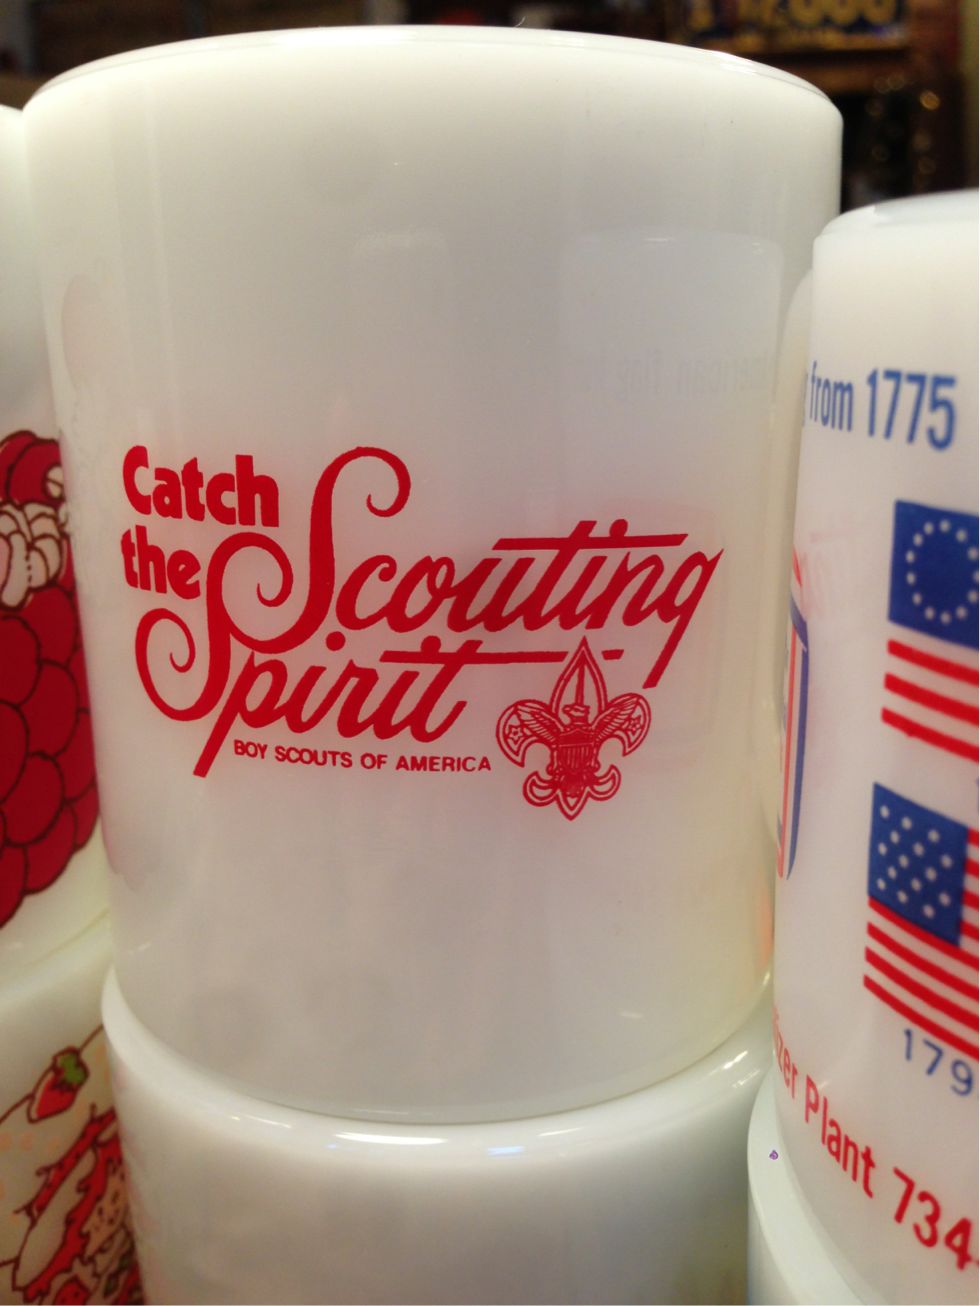 Catch
the Scouting
Spirit
BOY SCOUTS OF AMERICA
from 1775
179
Plant 734-